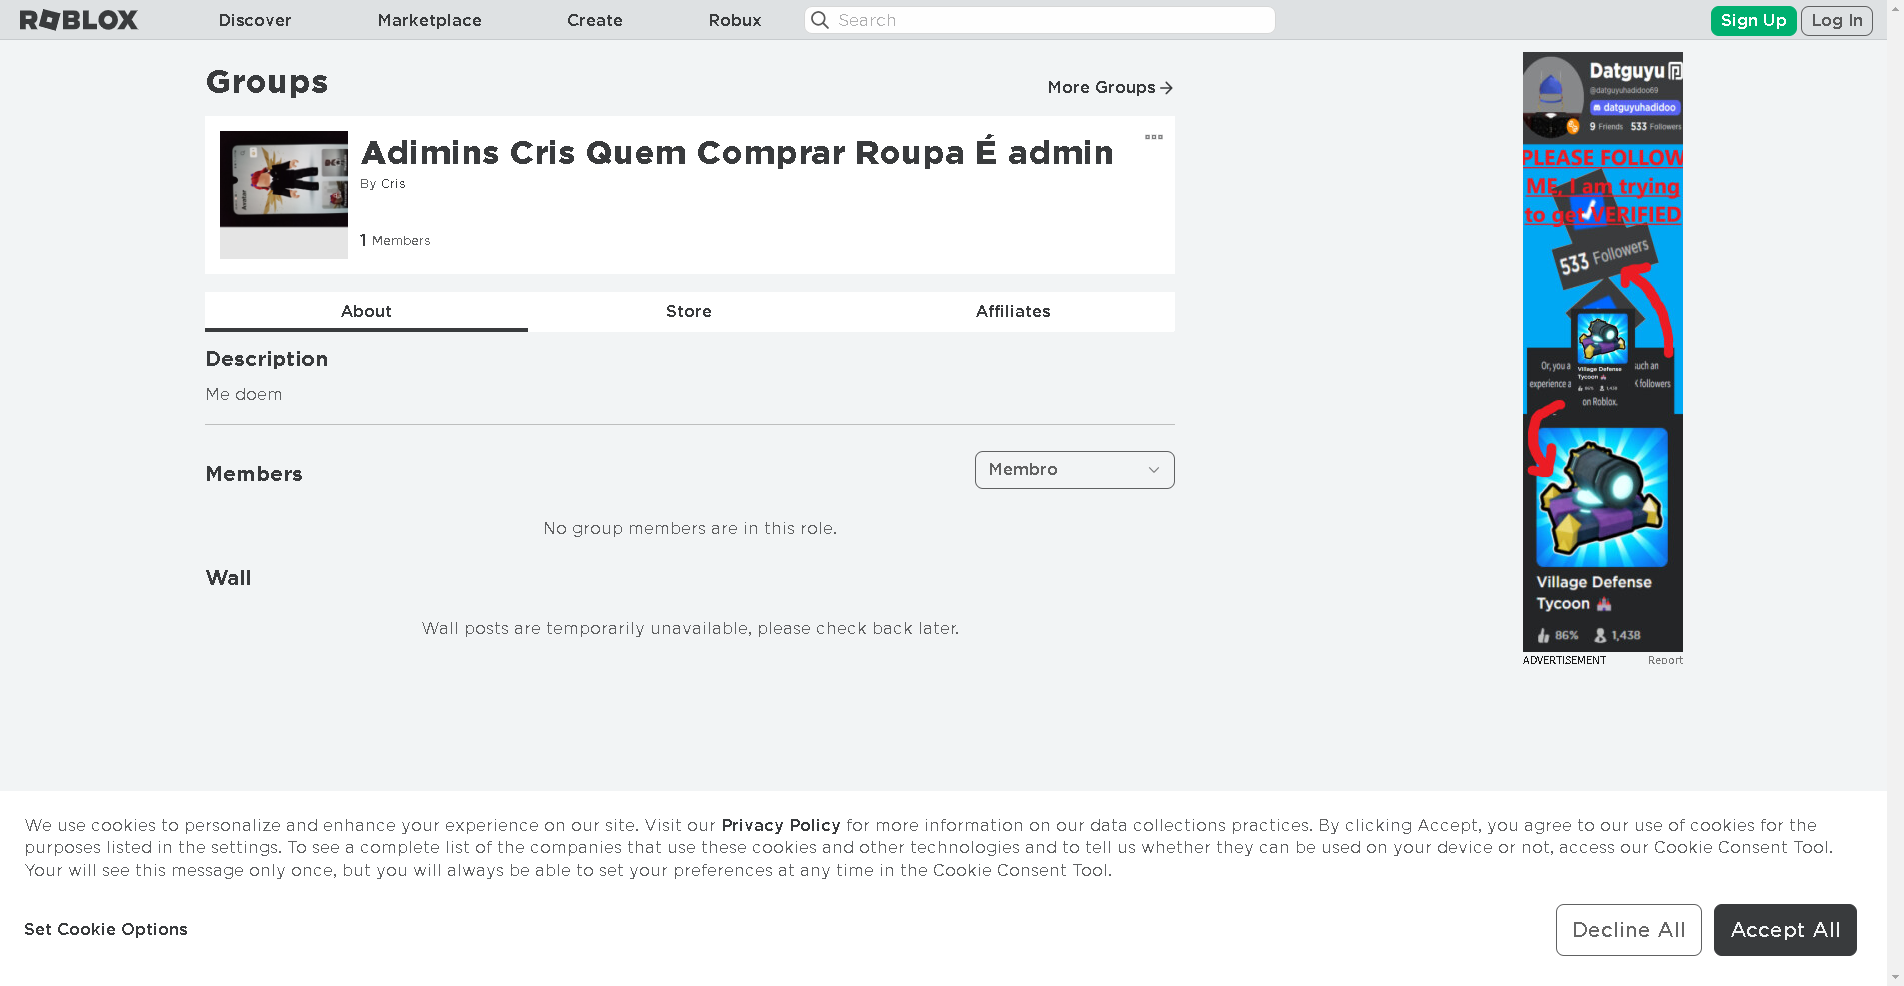 ROBLOX
Discover
Marketplace
Create
Robux
Search
Sign Up
Log In
Groups
More Groups
Adimins Cris Quem Comprar Roupa É admin
By Cris
1 Members
About
Store
Affiliates
Description
Me doem
Members
Membro
No group members are in this role.
Wall
Wall posts are temporarily unavailable, please check back later.
Datguyu
@datguyuhadidoo69
datguyuhadidoo
9 Friends 533 Followers
PLEASE FOLLOW
ME, I am trying
to get VERIFIED
533 Followers
Village Defense
Tycoon
86% 1,438
Or, you a
such an
experience a
K followers
on Roblox.
Village Defense
Tycoon
86% 1,438
ADVERTISEMENT
Report
We use cookies to personalize and enhance your experience on our site. Visit our Privacy Policy for more information on our data collections practices. By clicking Accept, you agree to our use of cookies for the
purposes listed in the settings. To see a complete list of the companies that use these cookies and other technologies and to tell us whether they can be used on your device or not, access our Cookie Consent Tool.
Your will see this message only once, but you will always be able to set your preferences at any time in the Cookie Consent Tool.
Set Cookie Options
Decline All
Accept All